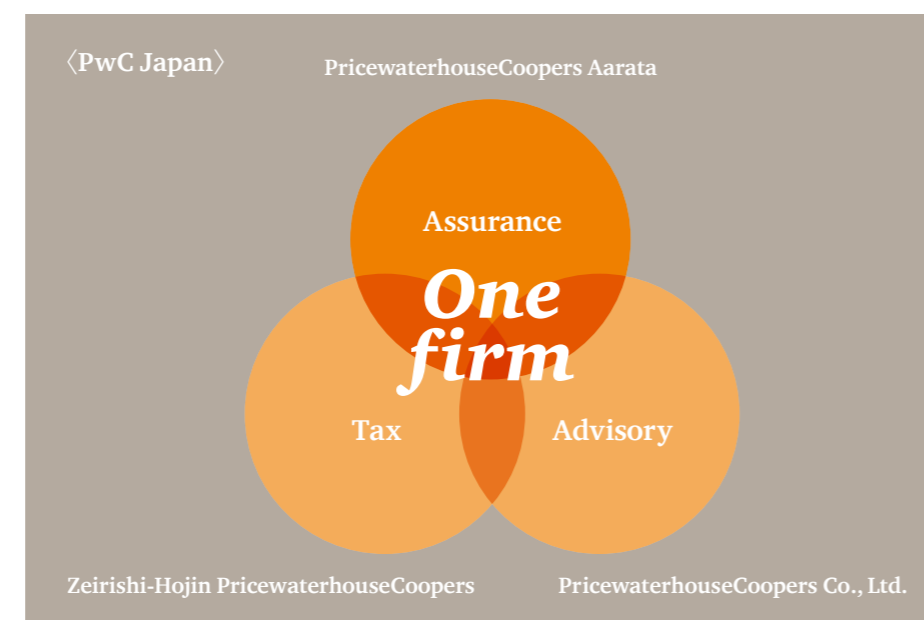 〈PwC Japan〉
PricewaterhouseCoopers Aarata
Assurance
One
firm
Tax
Advisory
Zeirishi-Hojin PricewaterhouseCoopers
PricewaterhouseCoopers Co., Ltd.